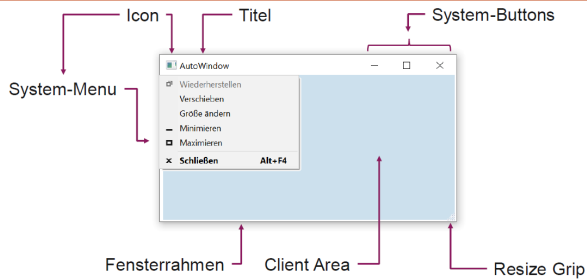 Icon
Titel
System-Buttons
AutoWindow
System-Menu
Wiederherstellen
Verschieben
Größe ändern
Minimieren
Maximieren
Schließen Alt+F4
Fensterrahmen
Client Area
Resize Grip